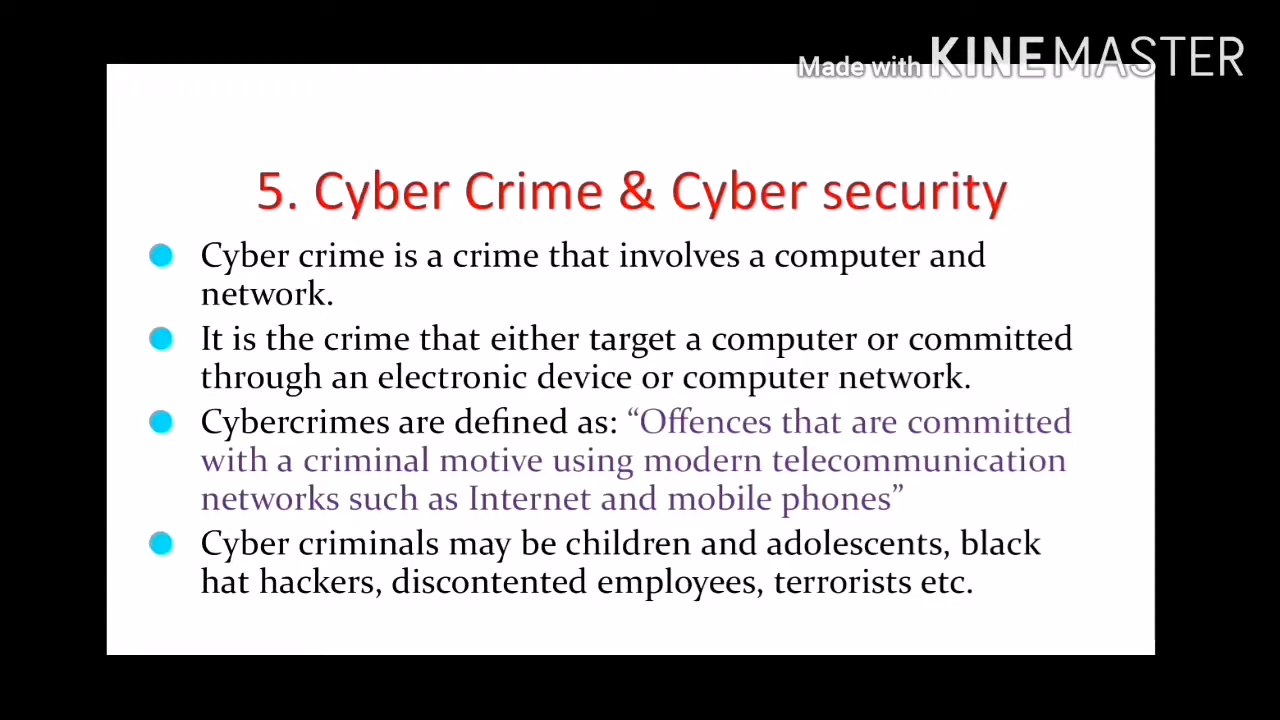 Made with KINEMASTER
5. Cyber Crime & Cyber security
Cyber crime is a crime that involves a computer and
network.
It is the crime that either target a computer or committed
through an electronic device or computer network.
Cybercrimes are defined as: “Offences that are committed
with a criminal motive using modern telecommunication
networks such as Internet and mobile phones”
Cyber criminals may be children and adolescents, black
hat hackers, discontented employees, terrorists etc.